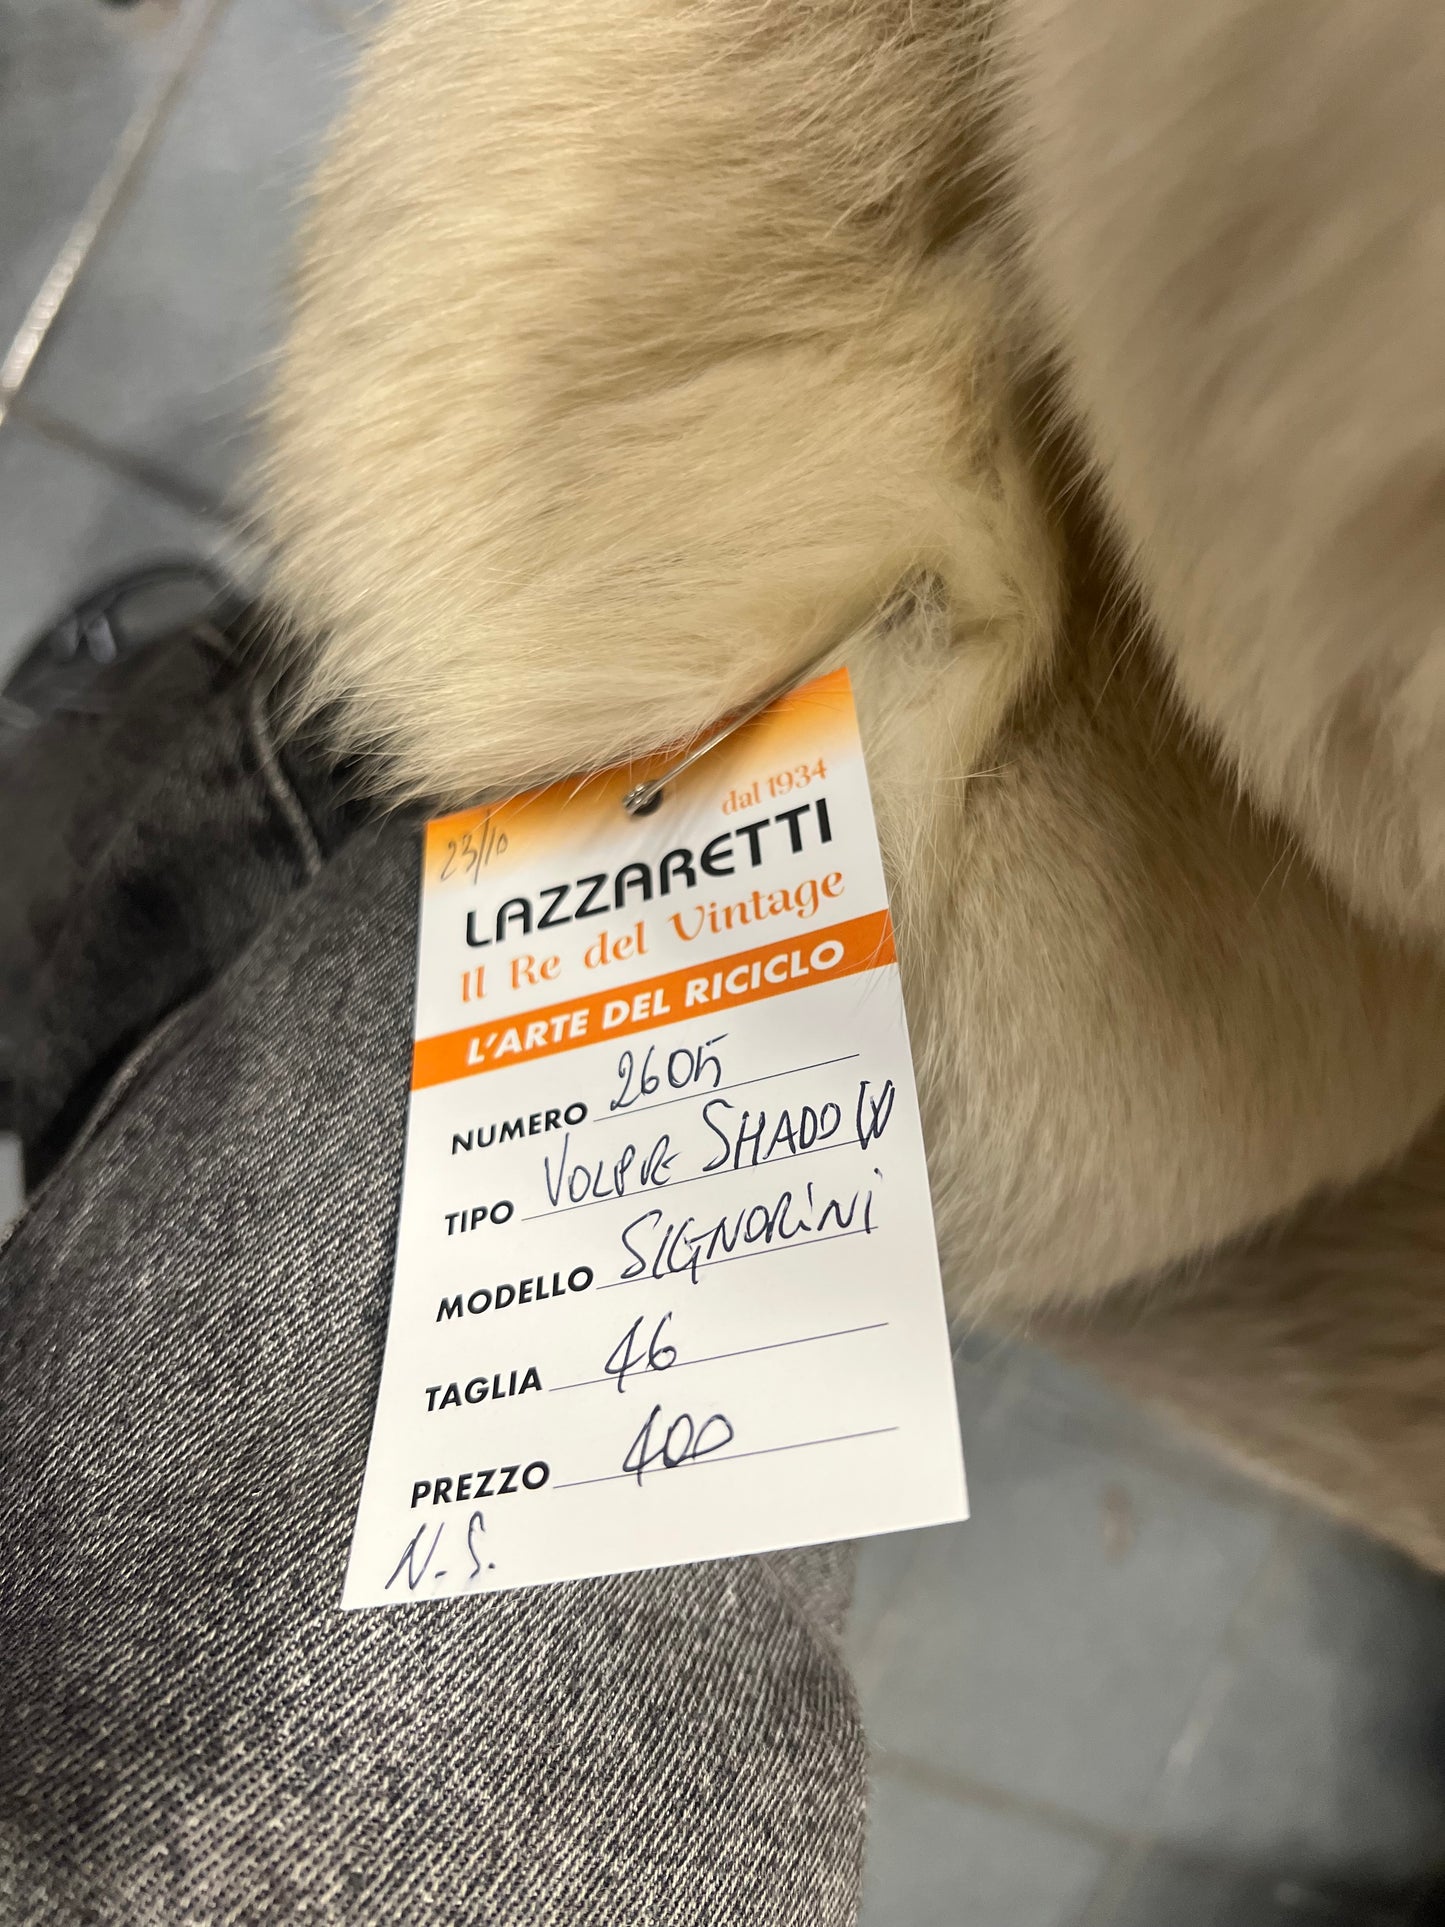 23/10
dal 1934
LAZZARETTI
Il Re del Vintage
L'ARTE DEL RICICLO
NUMERO 2605
TIPO VOLPE SHADOW
MODELLO SIGNORINI
TAGLIA 46
PREZZO 400
N.S.